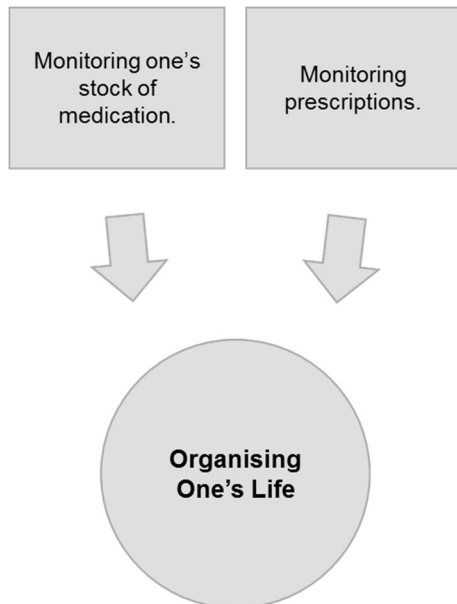 Monitoring one’s
stock of
medication.
Monitoring
prescriptions.
Organising
One’s Life